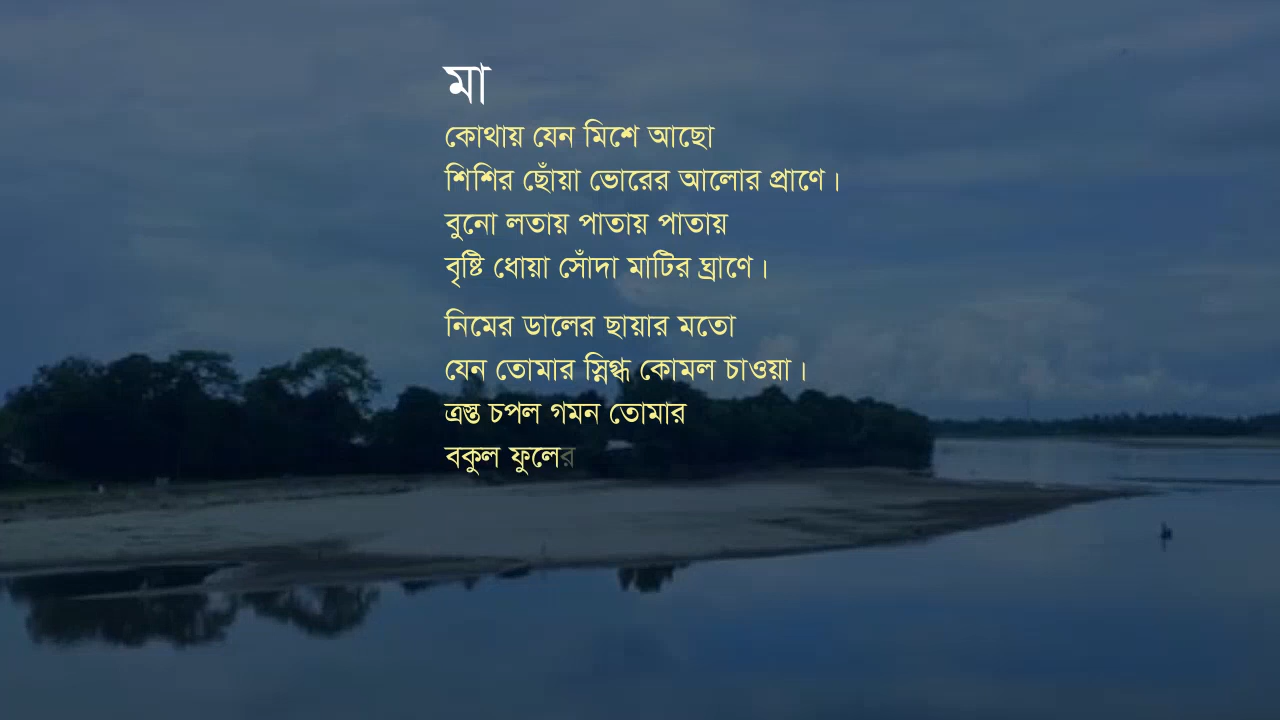 মা
কোথায় যেন মিশে আছো
শিশির ছোঁয়া ভোরের আলোর প্রাণে।
বুনো লতায় পাতায় পাতায়
বৃষ্টি ধোয়া সোঁদা মাটির ঘ্রাণে।
নিমের ডালের ছায়ার মতো
যেন তোমার স্নিগ্ধ কোমল চাওয়া।
ত্রস্ত চপল গমন তোমার
বকুল ফুলের